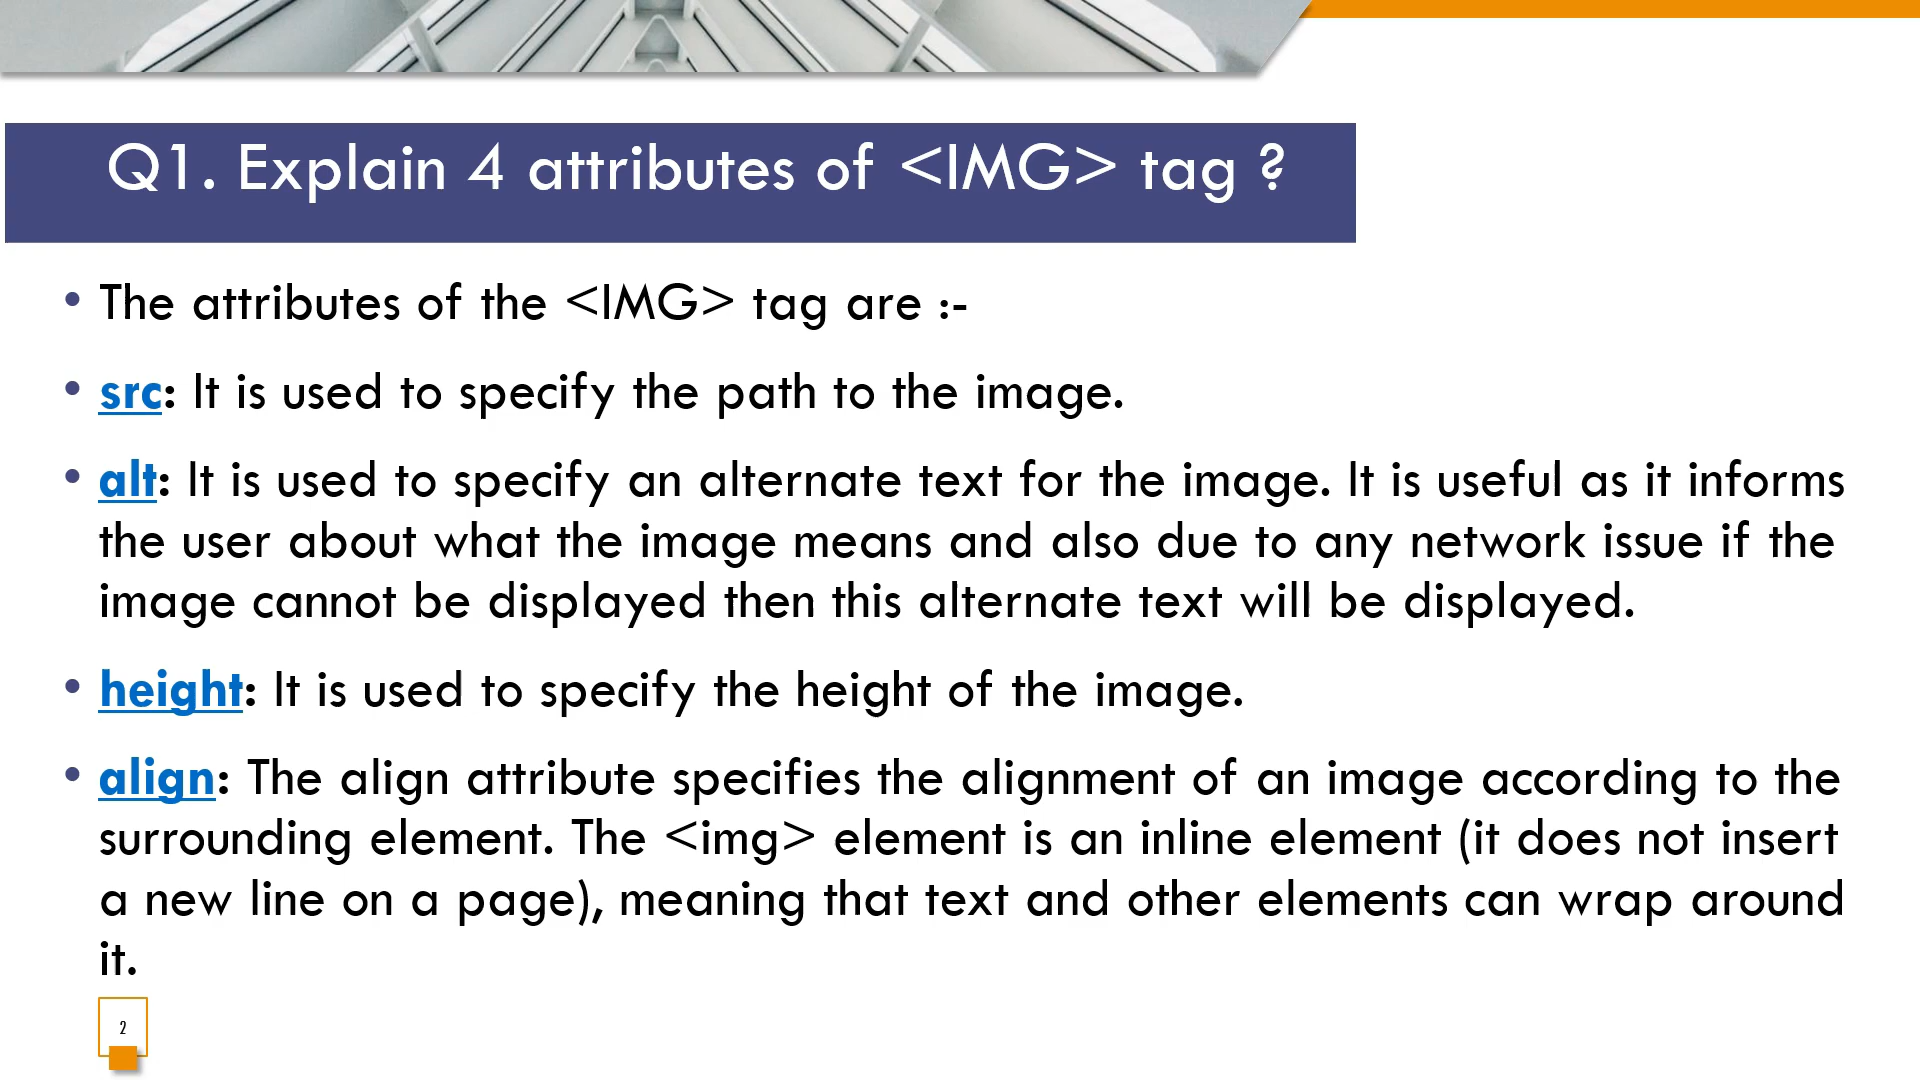 Q1. Explain 4 attributes of <IMG> tag ?
• The attributes of the <IMG> tag are :-
• src: It is used to specify the path to the image.
• alt: It is used to specify an alternate text for the image. It is useful as it informs
the user about what the image means and also due to any network issue if the
image cannot be displayed then this alternate text will be displayed.
• height: It is used to specify the height of the image.
• align: The align attribute specifies the alignment of an image according to the
surrounding element. The <img> element is an inline element (it does not insert
a new line on a page), meaning that text and other elements can wrap around
it.
2